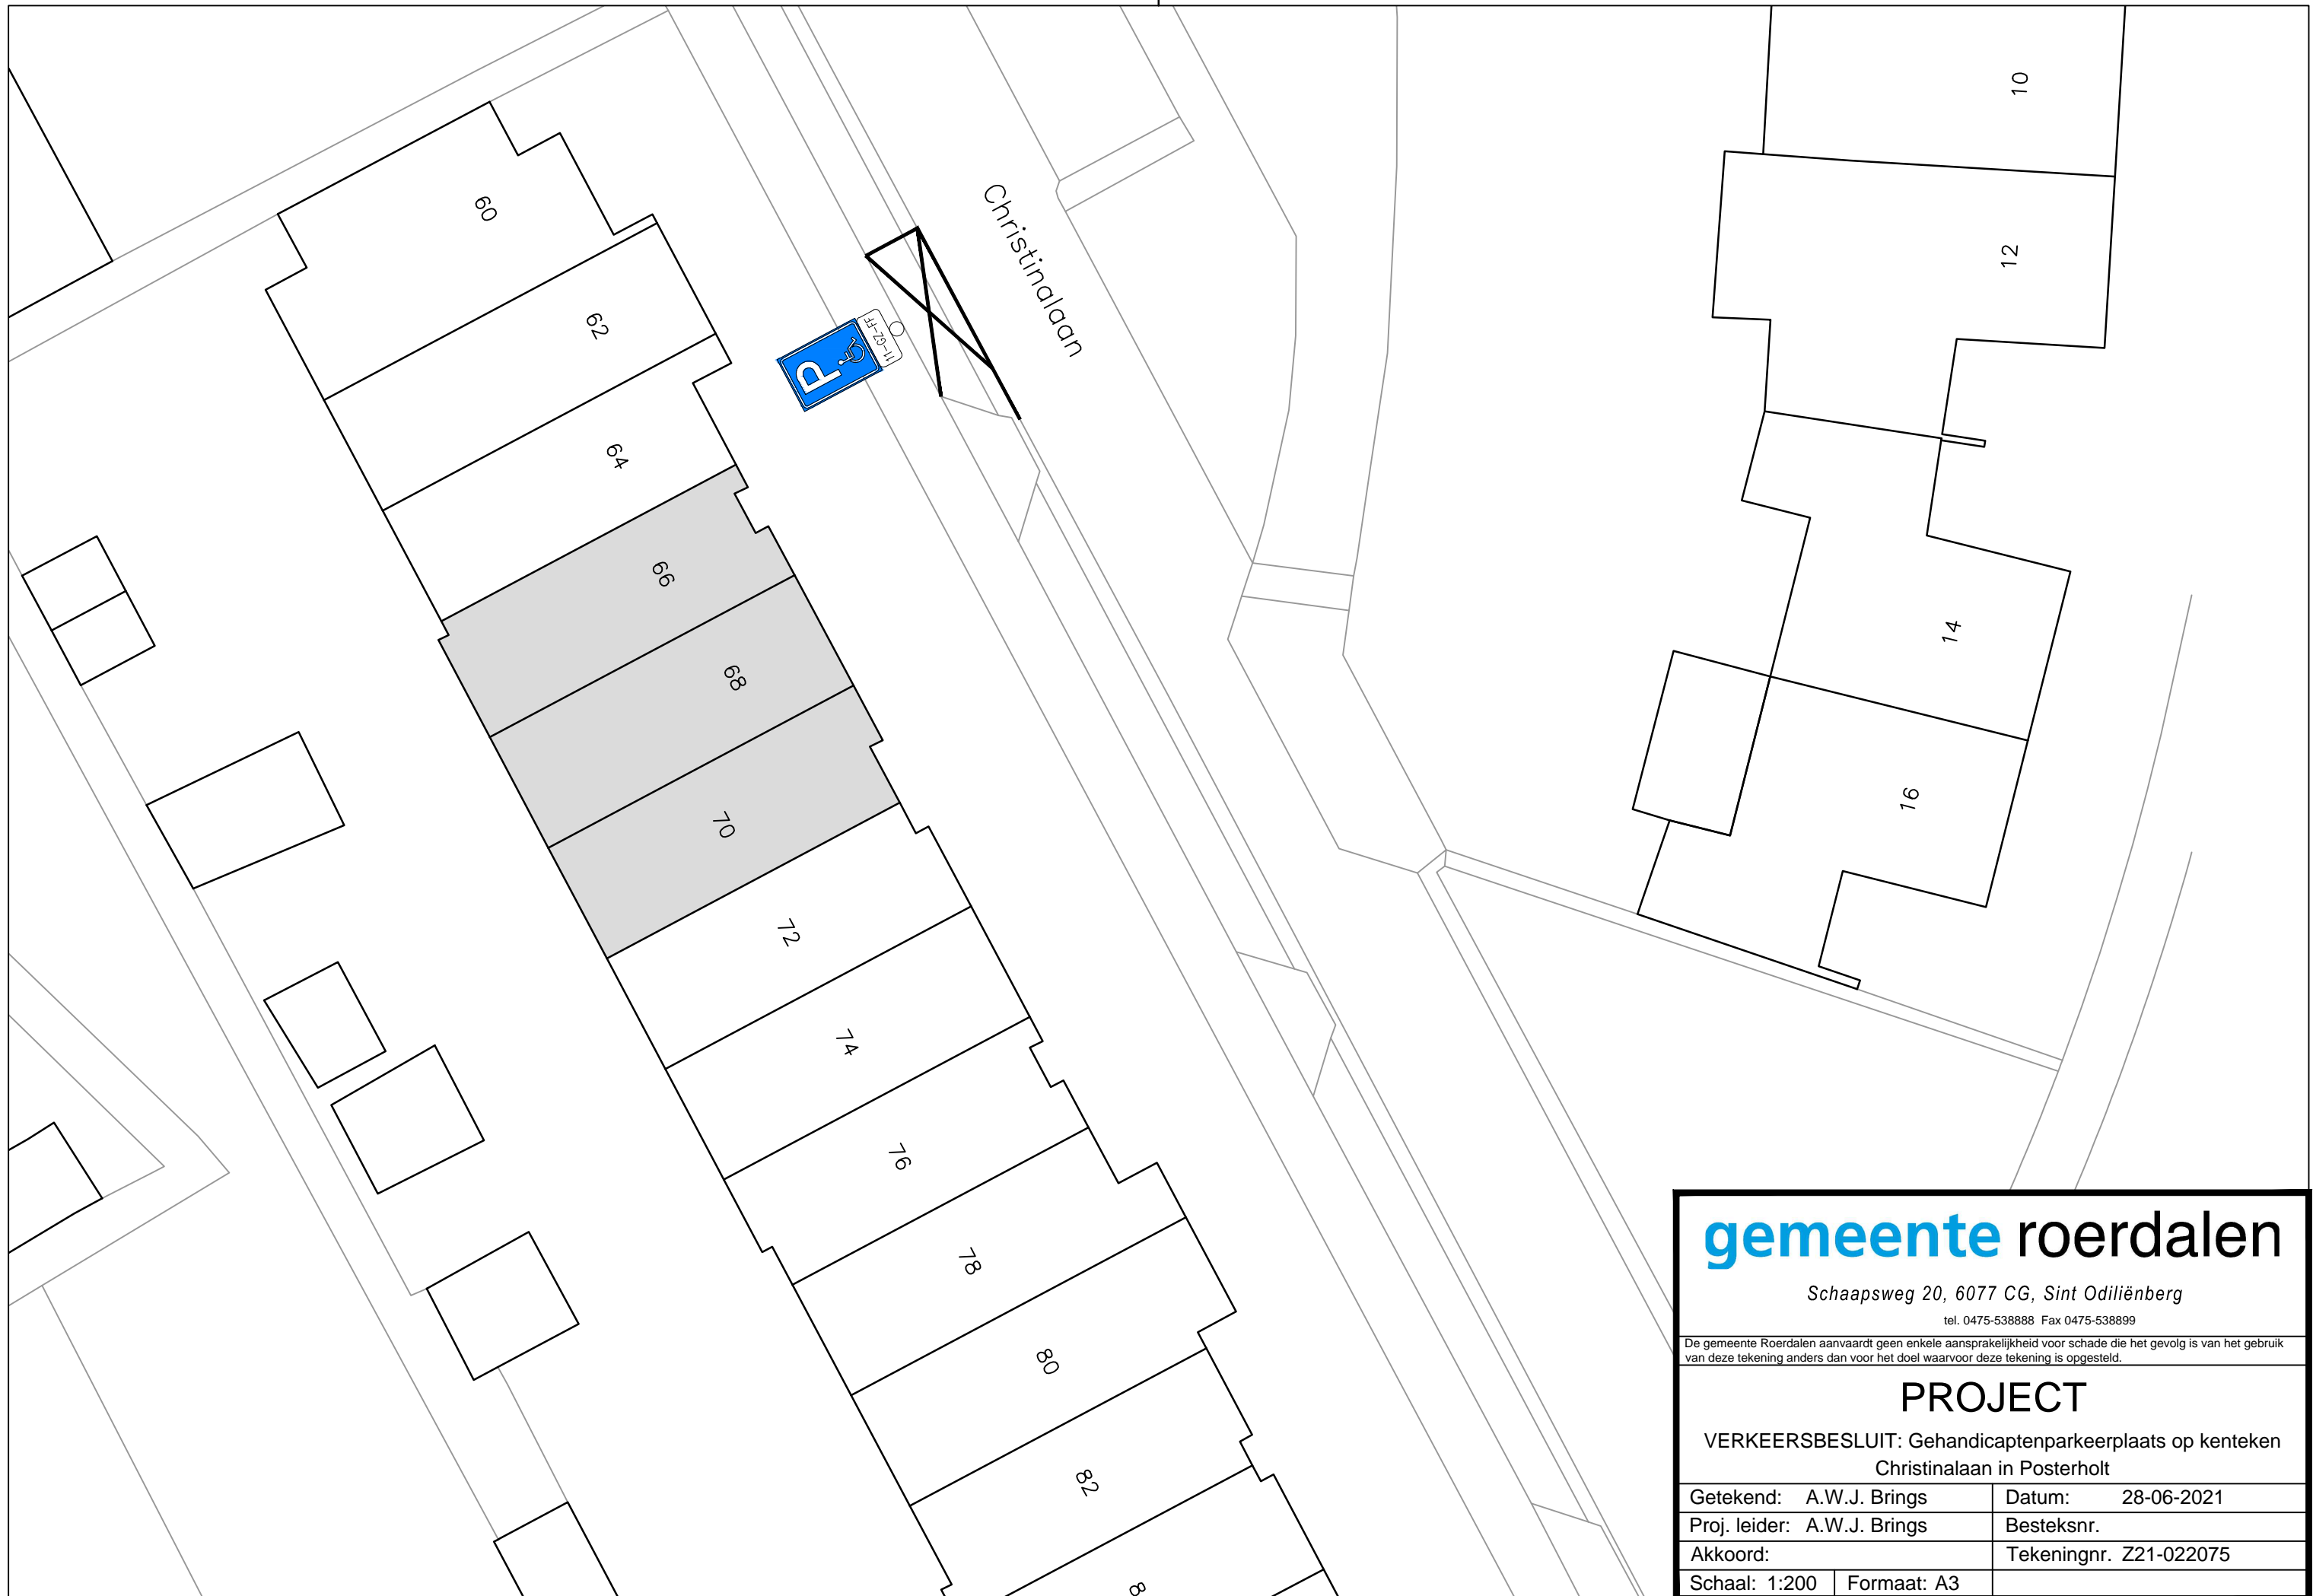 10
60
12
Christinalaan
62
P
11-GZ-FF
64
66
14
68
16
70
72
74
76
78
80
82
8
gemeente roerdalen
Schaapsweg 20, 6077 CG, Sint Odiliënberg
tel. 0475-538888 Fax 0475-538899
De gemeente Roerdalen aanvaardt geen enkele aansprakelijkheid voor schade die het gevolg is van het gebruik
van deze tekening anders dan voor het doel waarvoor deze tekening is opgesteld.
PROJECT
VERKEERSBESLUIT: Gehandicaptenparkeerplaats op kenteken
Christinalaan in Posterholt
Getekend: A.W.J. Brings Datum: 28-06-2021
Proj. leider: A.W.J. Brings Besteksnr.
Akkoord: Tekeningnr. Z21-022075
Schaal: 1:200 Formaat: A3